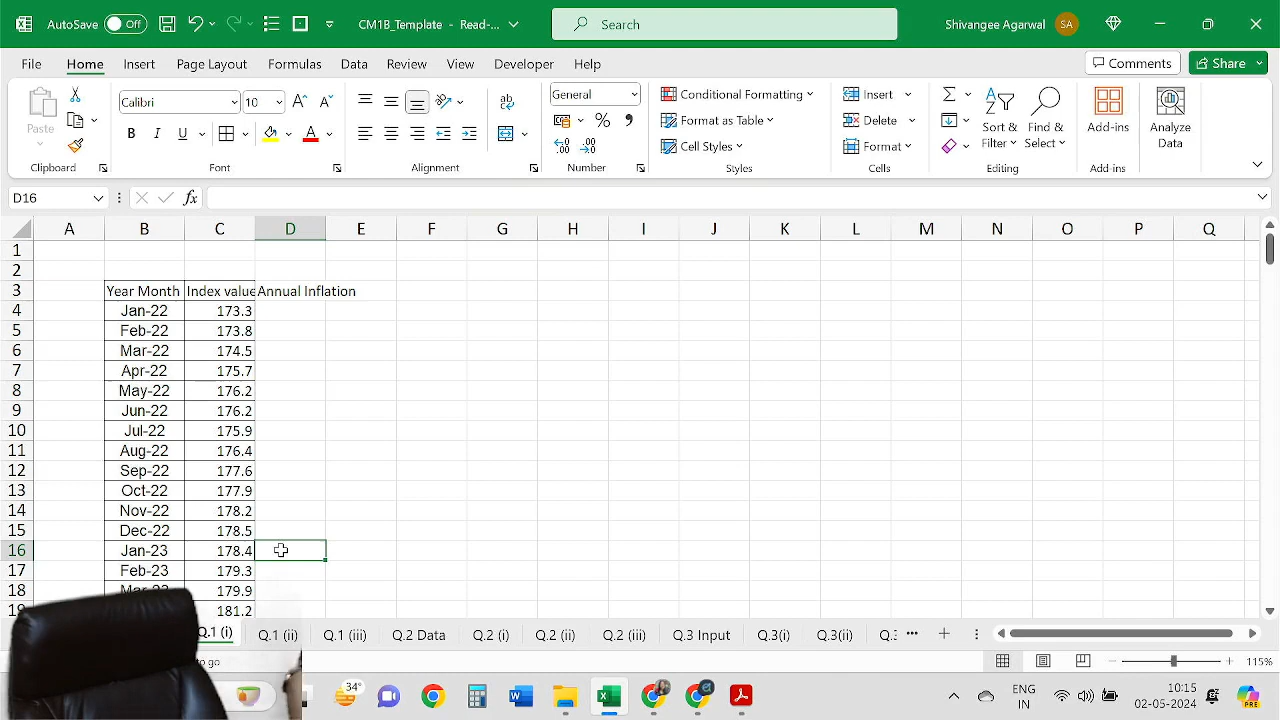 AutoSave Off CM1B_Template - Read-... Search Shivangee Agarwal SA
File Home Insert Page Layout Formulas Data Review View Developer Help Comments Share
Paste Calibri 10 B I U A General % Conditional Formatting Format as Table Cell Styles Insert Delete Format Sort & Filter Find & Select Add-ins Analyze Data
Clipboard Font Alignment Number Styles Cells Editing Add-ins
D16 fx
A B C D E F G H I J K L M N O P Q
1
2
3 Year Month Index value Annual Inflation
4 Jan-22 173.3
5 Feb-22 173.8
6 Mar-22 174.5
7 Apr-22 175.7
8 May-22 176.2
9 Jun-22 176.2
10 Jul-22 175.9
11 Aug-22 176.4
12 Sep-22 177.6
13 Oct-22 177.9
14 Nov-22 178.2
15 Dec-22 178.5
16 Jan-23 178.4
17 Feb-23 179.3
18 Mar-23 179.9
19 181.2
Q.1 (i) Q.1 (ii) Q.1 (iii) Q.2 Data Q.2 (i) Q.2 (ii) Q.2 (iii) Q.3 Input Q.3(i) Q.3(ii) Q.: ...
to go 115%
34° ENG IN 10:15 02-05-2024 PRE